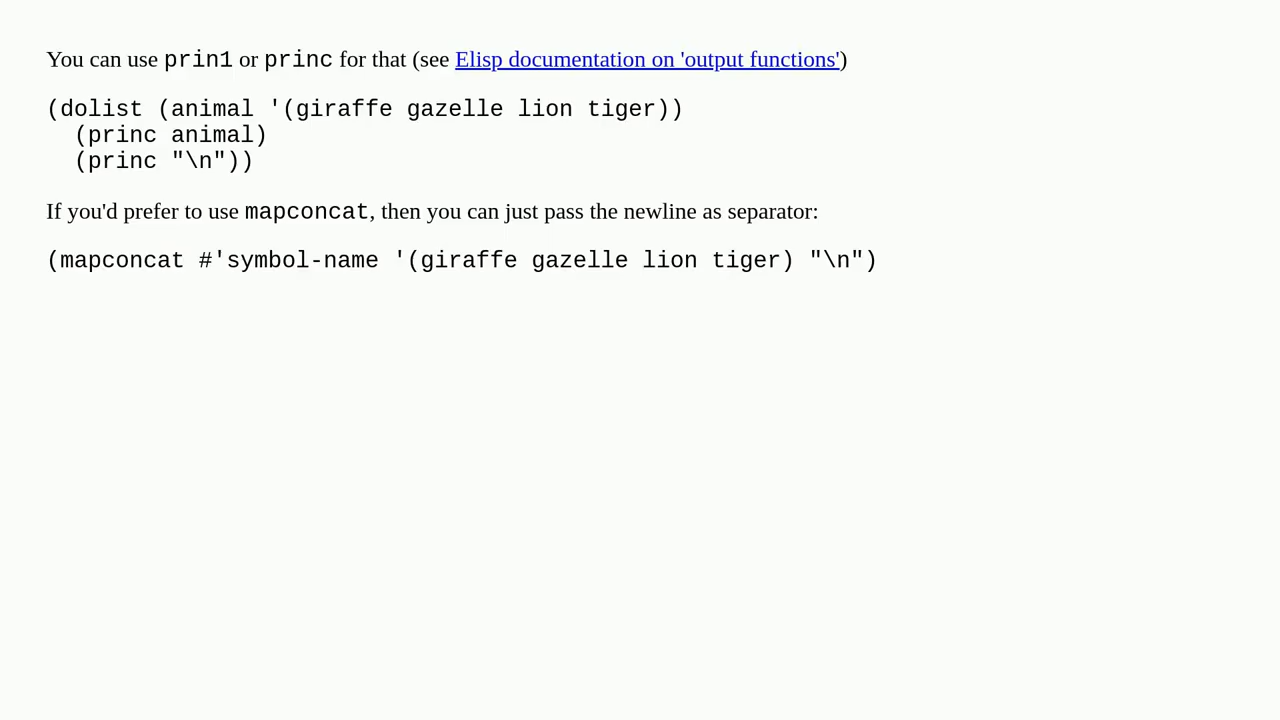 You can use prin1 or princ for that (see Elisp documentation on 'output functions')
(dolist (animal '(giraffe gazelle lion tiger))
  (princ animal)
  (princ "\n"))
If you'd prefer to use mapconcat, then you can just pass the newline as separator:
(mapconcat #'symbol-name '(giraffe gazelle lion tiger) "\n")